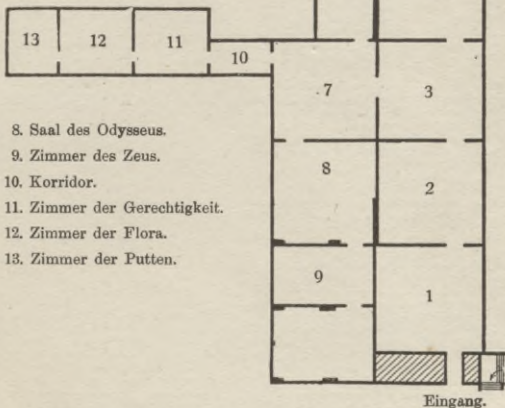 13
12
11
10
7
3
8. Saal des Odysseus.
9. Zimmer des Zeus.
10. Korridor.
11. Zimmer der Gerechtigkeit.
12. Zimmer der Flora.
13. Zimmer der Putten.
8
2
9
1
Eingang.